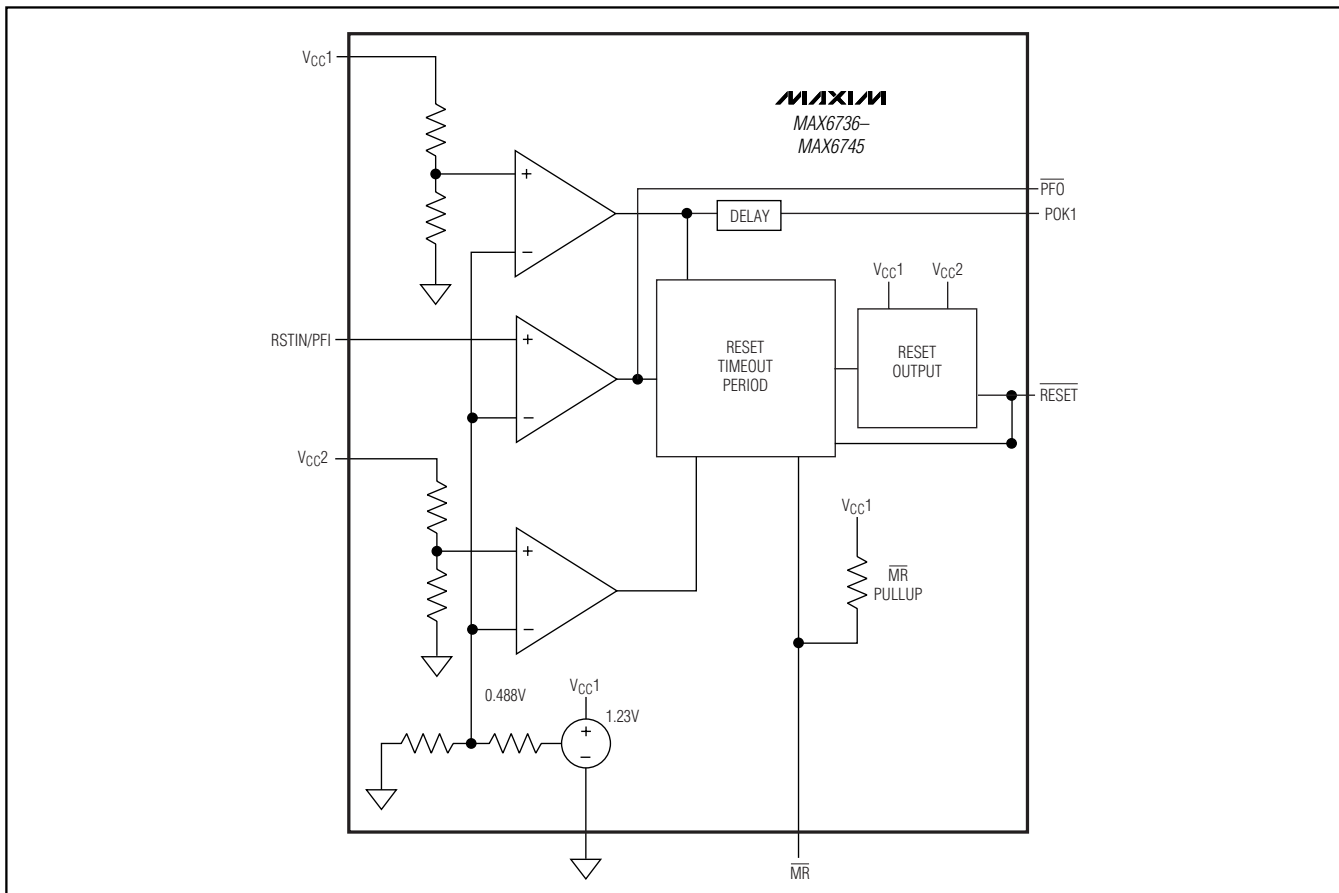 VCC1
MAXIM
MAX6736–
MAX6745
+
−
PFO
DELAY
POK1
VCC1
VCC2
RSTIN/PFI
+
−
RESET
TIMEOUT
PERIOD
RESET
OUTPUT
RESET
VCC2
VCC1
+
−
MR
PULLUP
0.488V
VCC1
1.23V
+
−
MR